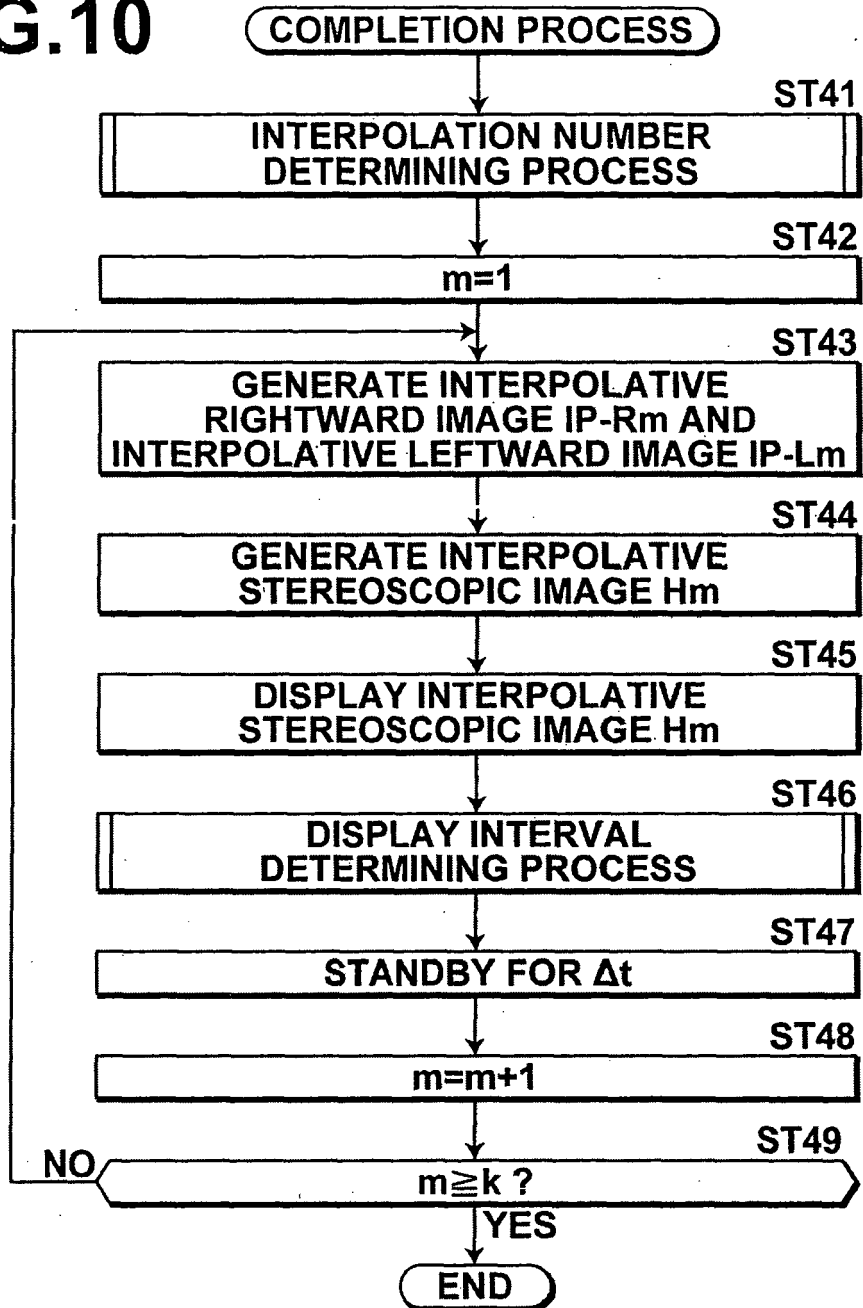 G.10
COMPLETION PROCESS
ST41
INTERPOLATION NUMBER
DETERMINING PROCESS
ST42
m=1
ST43
GENERATE INTERPOLATIVE
RIGHTWARD IMAGE IP-Rm AND
INTERPOLATIVE LEFTWARD IMAGE IP-Lm
ST44
GENERATE INTERPOLATIVE
STEREOSCOPIC IMAGE Hm
ST45
DISPLAY INTERPOLATIVE
STEREOSCOPIC IMAGE Hm
ST46
DISPLAY INTERVAL
DETERMINING PROCESS
ST47
STANDBY FOR Δt
ST48
m=m+1
ST49
NO
m≧k ?
YES
END